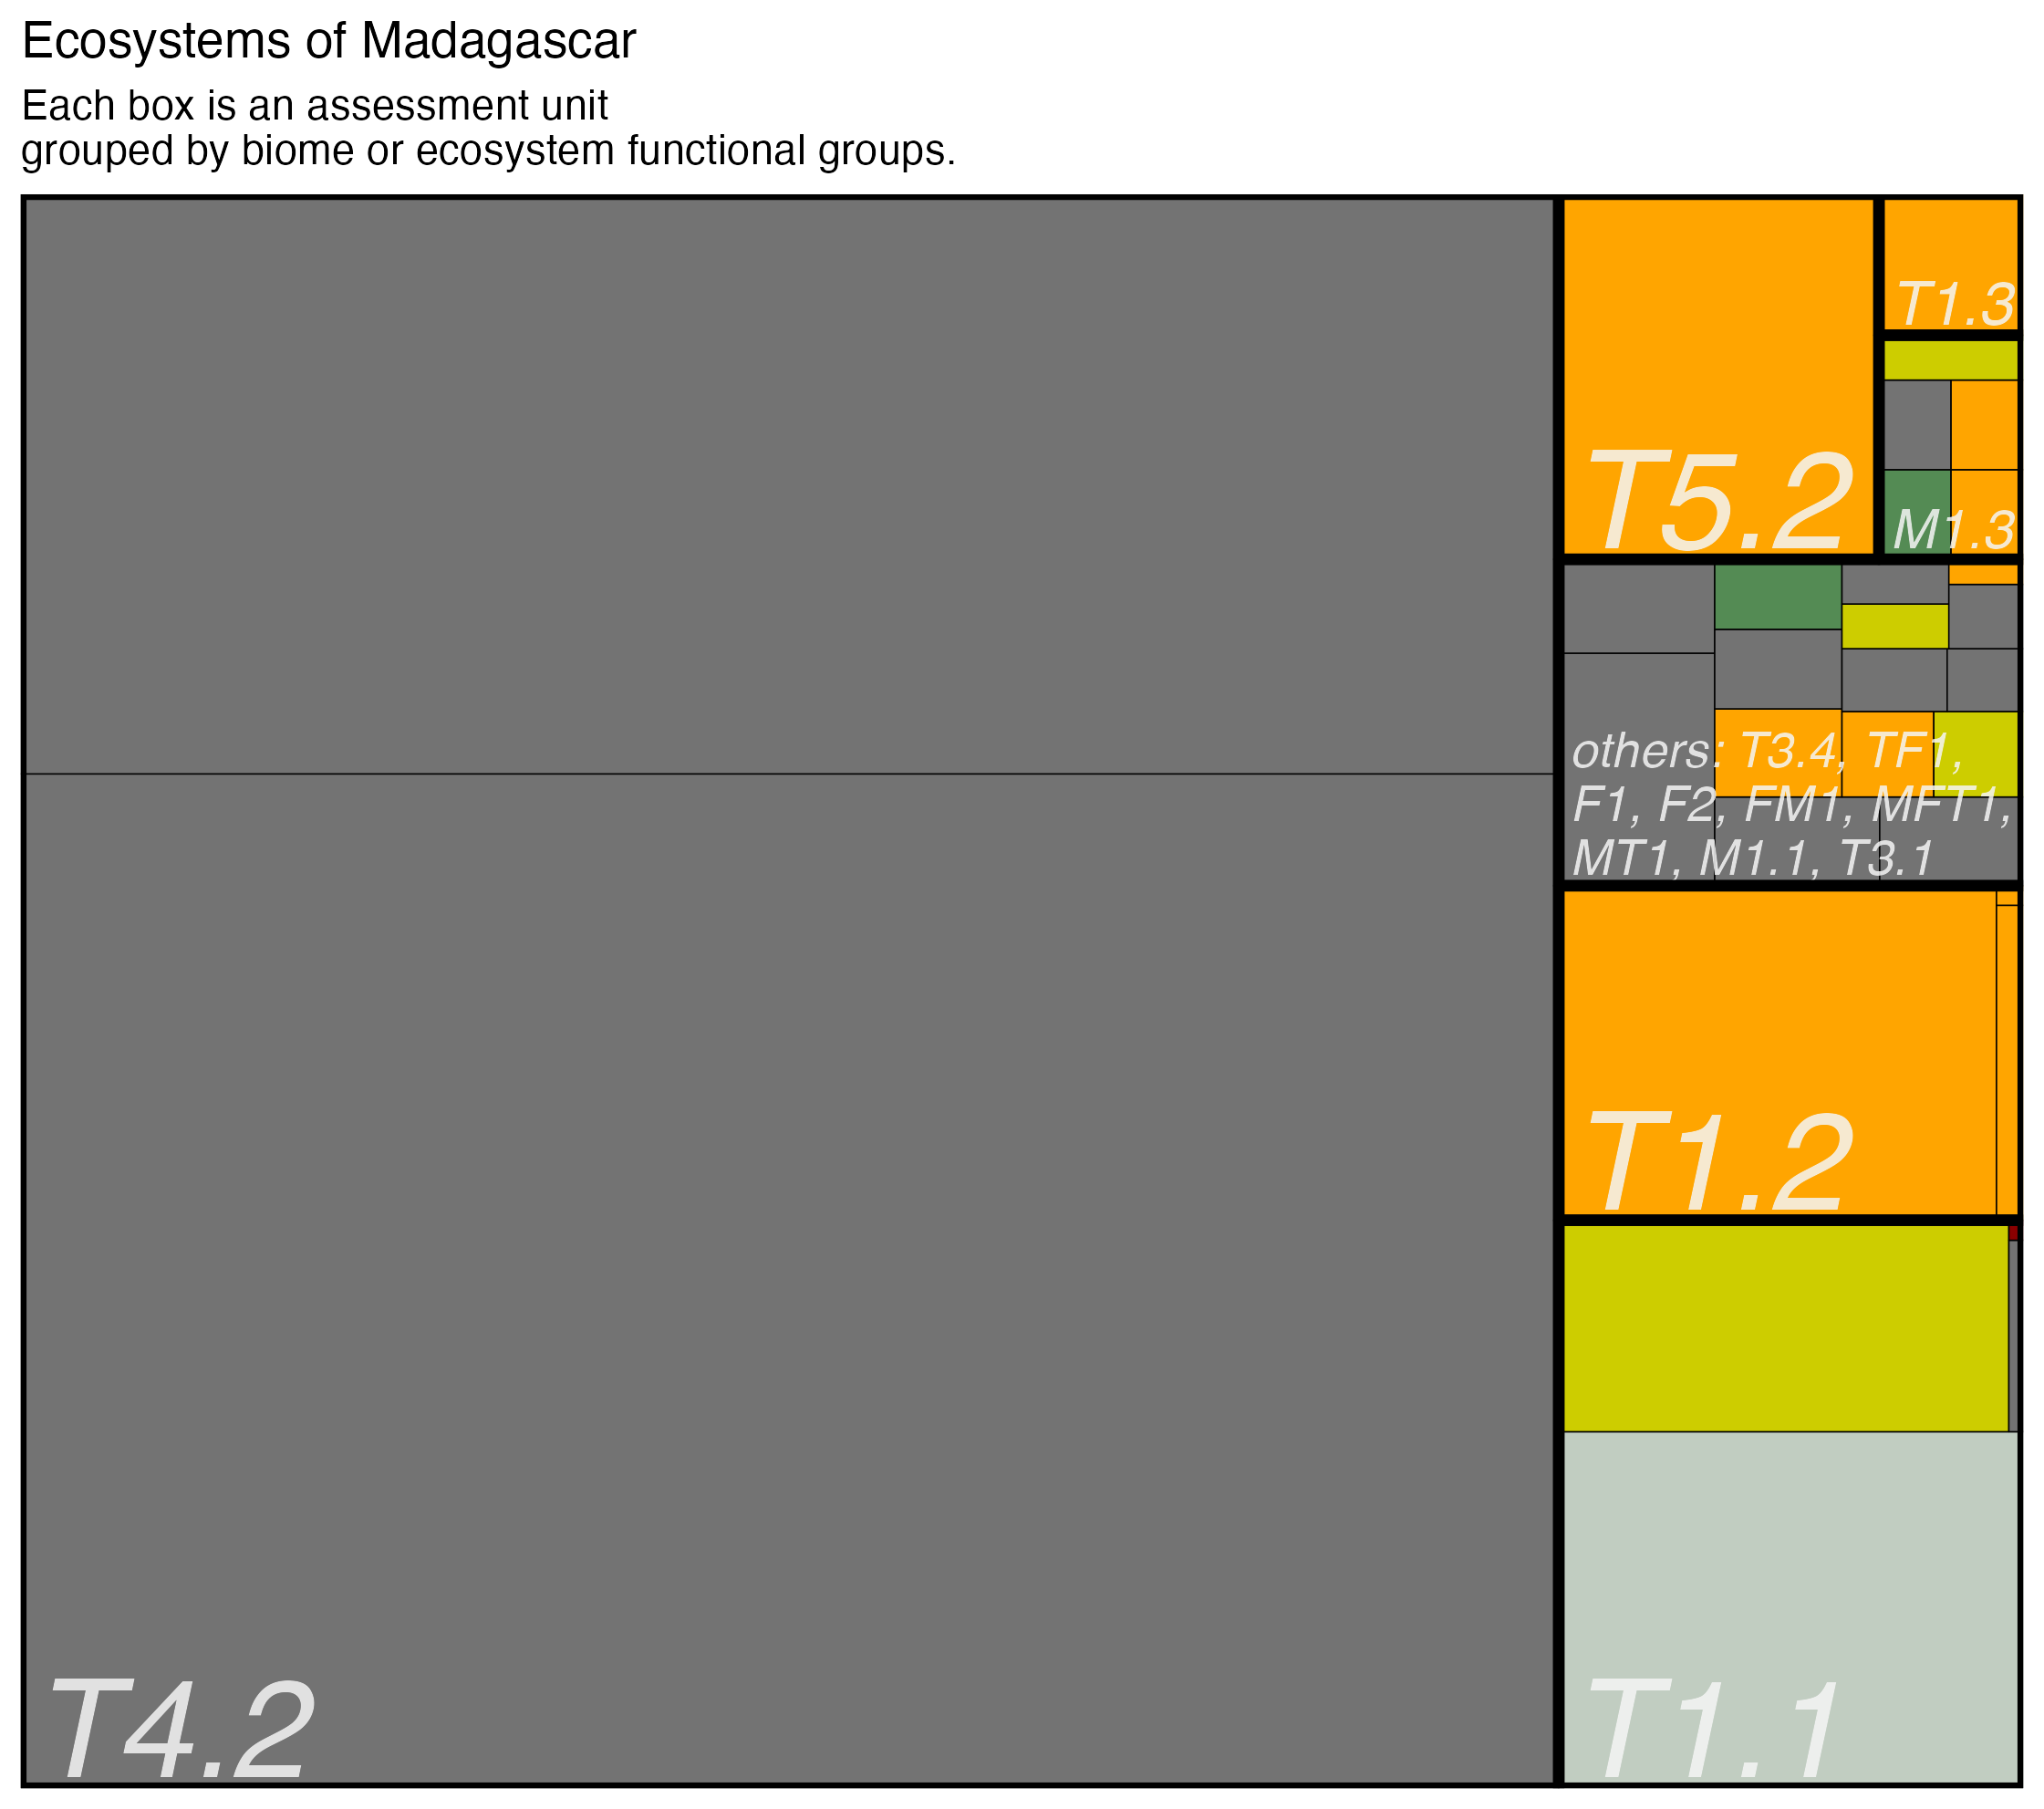 Ecosystems of Madagascar
Each box is an assessment unit
grouped by biome or ecosystem functional groups.
T1.3
T5.2
M1.3
others: T3.4, TF1,
F1, F2, FM1, MFT1,
MT1, M1.1, T3.1
T1.2
T4.2
T1.1